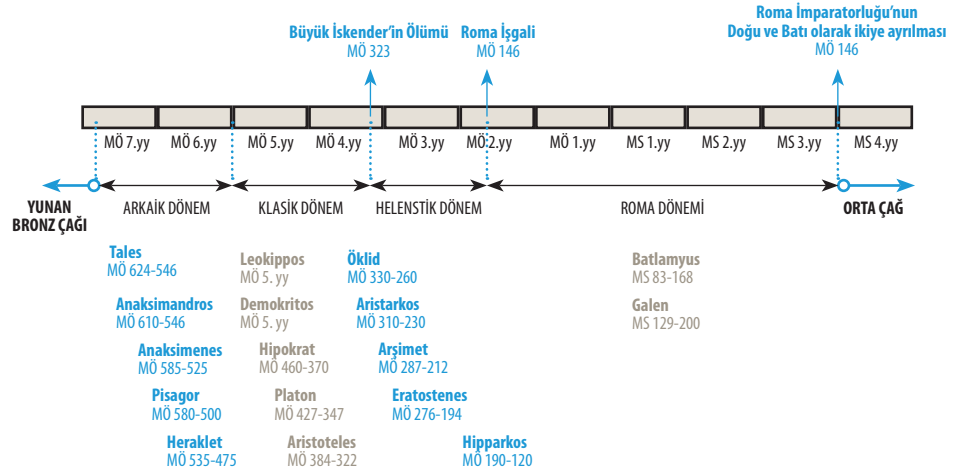 Büyük İskender'in Ölümü
MÖ 323
Roma İşgali
MÖ 146
Roma İmparatorluğu'nun
Doğu ve Batı olarak ikiye ayrılması
MÖ 146
MÖ 7.yy
MÖ 6.yy
MÖ 5.yy
MÖ 4.yy
MÖ 3.yy
MÖ 2.yy
MÖ 1.yy
MS 1.yy
MS 2.yy
MS 3.yy
MS 4.yy
YUNAN
BRONZ ÇAĞI
ARKAİK DÖNEM
KLASİK DÖNEM
HELENSTİK DÖNEM
ROMA DÖNEMİ
ORTA ÇAĞ
Tales
MÖ 624-546
Anaksimandros
MÖ 610-546
Anaksimenes
MÖ 585-525
Pisagor
MÖ 580-500
Heraklet
MÖ 535-475
Leokippos
MÖ 5. yy
Demokritos
MÖ 5. yy
Hipokrat
MÖ 460-370
Platon
MÖ 427-347
Aristoteles
MÖ 384-322
Öklid
MÖ 330-260
Aristarkos
MÖ 310-230
Arşimet
MÖ 287-212
Eratostenes
MÖ 276-194
Hipparkos
MÖ 190-120
Batlamyus
MS 83-168
Galen
MS 129-200